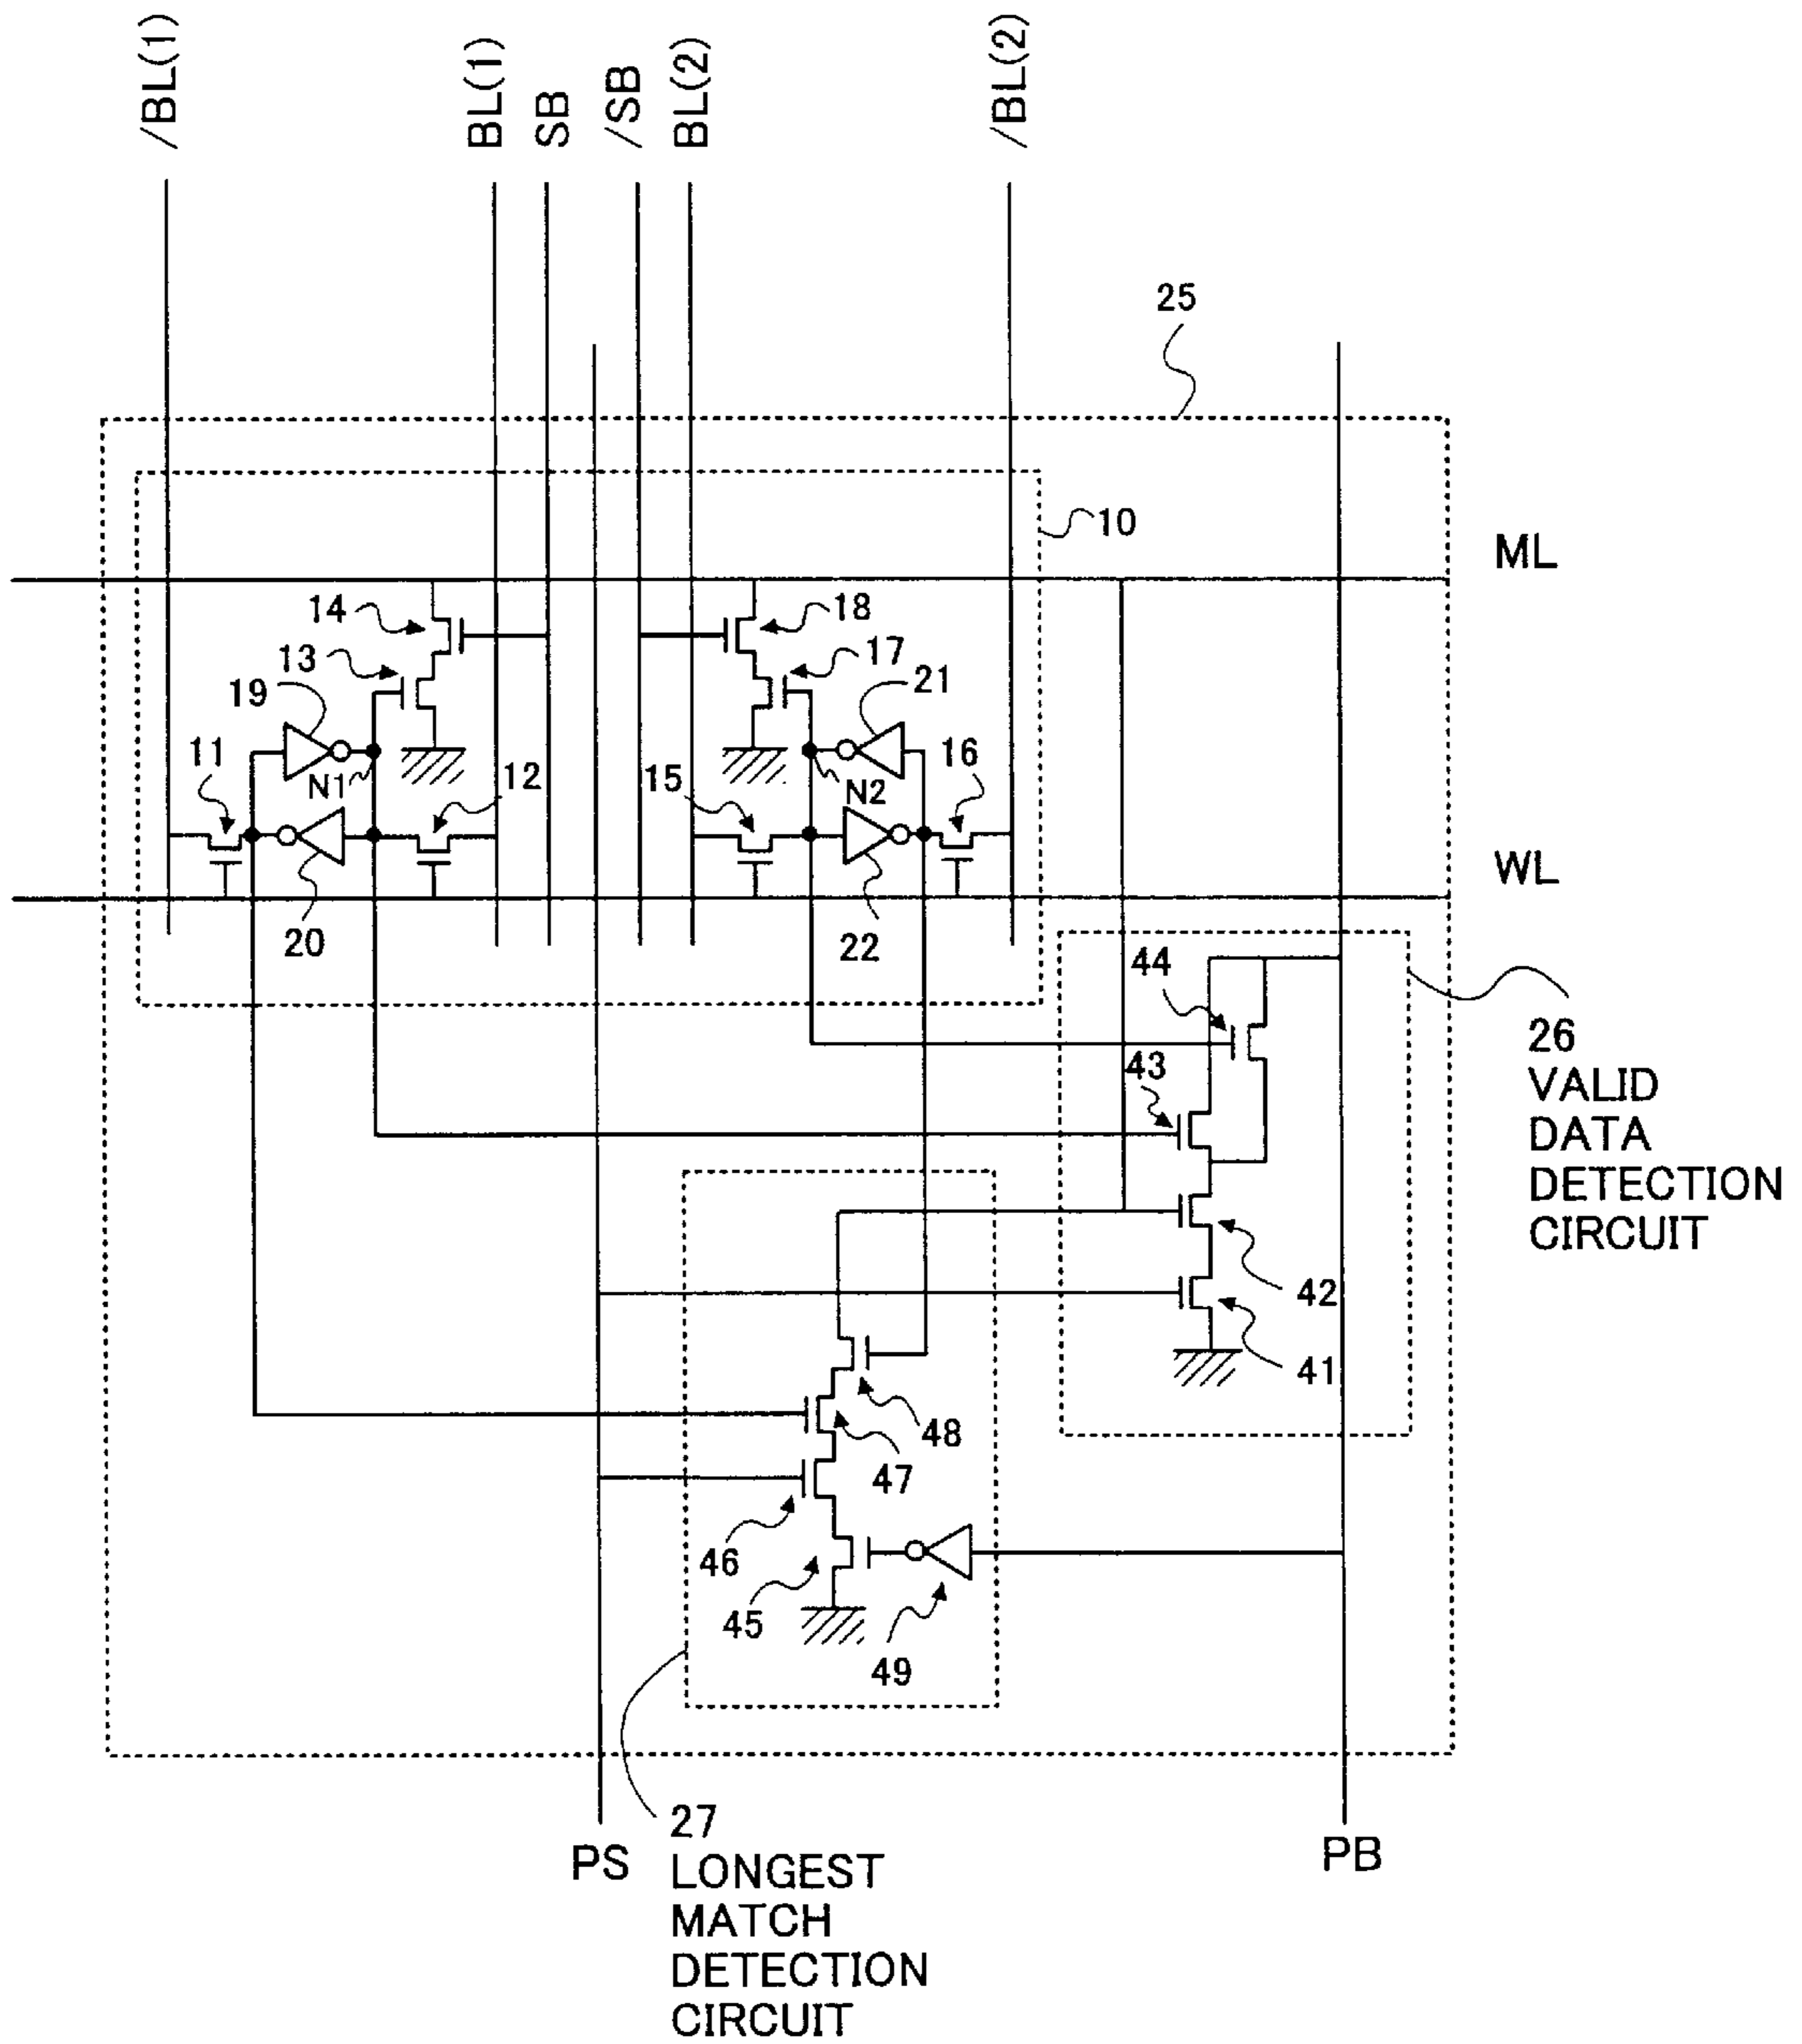 /BL(1)
BL(1)
SB
/SB
BL(2)
/BL(2)
25
10
ML
14
18
13
17
19
21
11
N1
12
15
N2
16
WL
20
22
44
26
VALID
DATA
DETECTION
CIRCUIT
43
42
41
48
47
46
45
49
27
LONGEST
MATCH
DETECTION
CIRCUIT
PS
PB